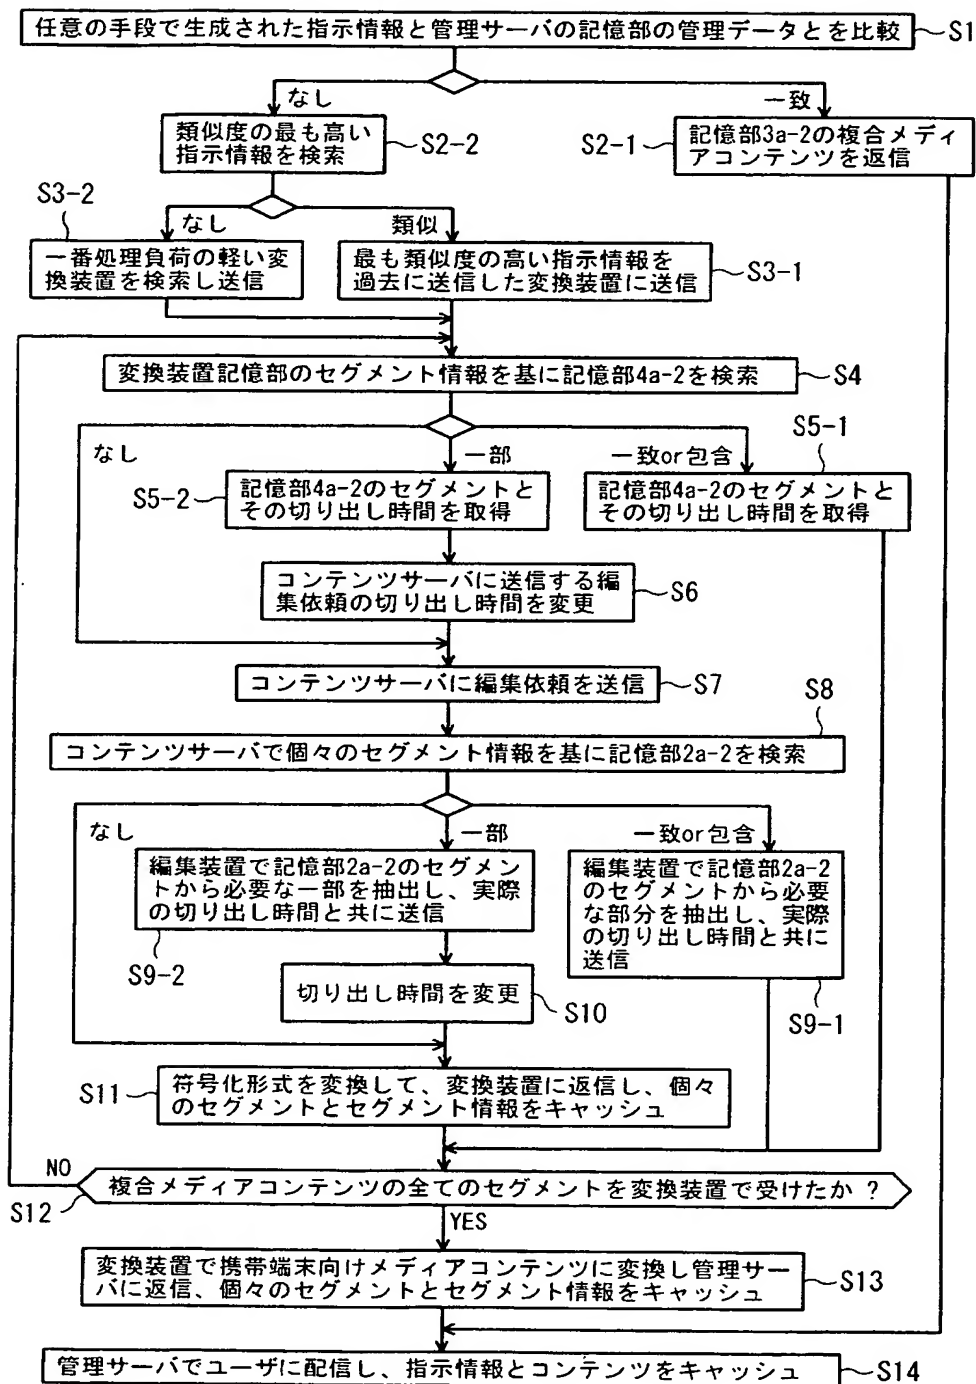 任意の手段で生成された指示情報と管理サーバの記憶部の管理データとを比較
S1
なし
一致
類似度の最も高い
指示情報を検索
S2-2
S2-1
記憶部3a-2の複合メディ
アコンテンツを返信
S3-2
なし
類似
一番処理負荷の軽い変
換装置を検索し送信
最も類似度の高い指示情報を
過去に送信した変換装置に送信
S3-1
変換装置記憶部のセグメント情報を基に記憶部4a-2を検索
S4
なし
一部
一致or包含
S5-1
S5-2
記憶部4a-2のセグメントと
その切り出し時間を取得
記憶部4a-2のセグメントと
その切り出し時間を取得
コンテンツサーバに送信する編
集依頼の切り出し時間を変更
S6
コンテンツサーバに編集依頼を送信
S7
S8
コンテンツサーバで個々のセグメント情報を基に記憶部2a-2を検索
なし
一部
一致or包含
編集装置で記憶部2a-2のセグメン
トから必要な一部を抽出し、実際
の切り出し時間と共に送信
S9-2
編集装置で記憶部2a-2
のセグメントから必要
な部分を抽出し、実際
の切り出し時間と共に
送信
S9-1
切り出し時間を変更
S10
S11
符号化形式を変換して、変換装置に返信し、個々
のセグメントとセグメント情報をキャッシュ
NO
複合メディアコンテンツの全てのセグメントを変換装置で受けたか？
S12
YES
変換装置で携帯端末向けメディアコンテンツに変換し管理サー
バに返信、個々のセグメントとセグメント情報をキャッシュ
S13
管理サーバでユーザに配信し、指示情報とコンテンツをキャッシュ
S14